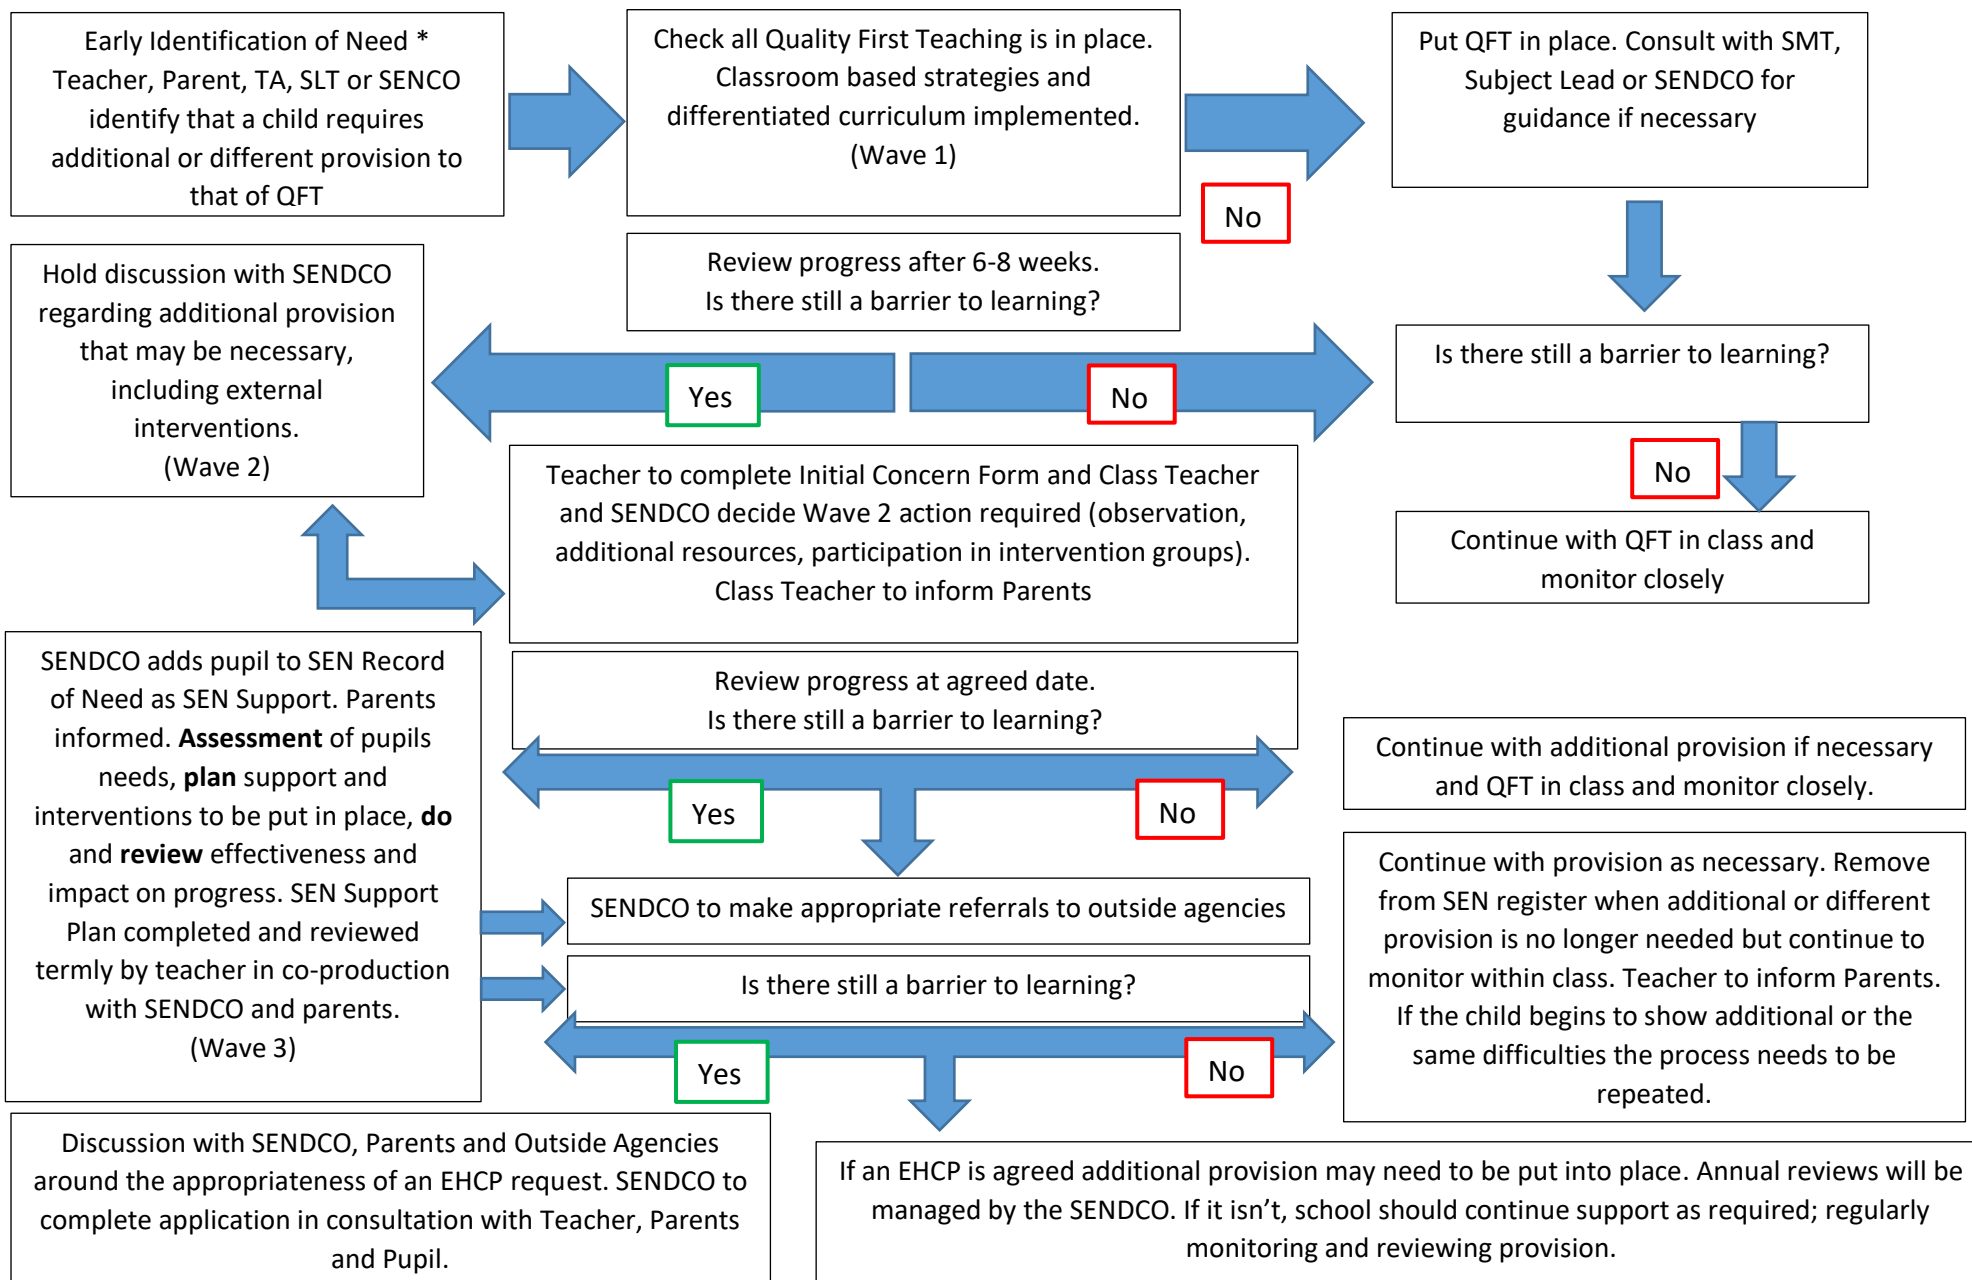 Early Identification of Need *
Teacher, Parent, TA, SLT or SENCO
identify that a child requires
additional or different provision to
that of QFT
Check all Quality First Teaching is in place.
Classroom based strategies and
differentiated curriculum implemented.
(Wave 1)
Put QFT in place. Consult with SMT,
Subject Lead or SENDCO for
guidance if necessary
No
Review progress after 6-8 weeks.
Is there still a barrier to learning?
Hold discussion with SENDCO
regarding additional provision
that may be necessary,
including external
interventions.
(Wave 2)
Yes
No
Is there still a barrier to learning?
No
Continue with QFT in class and
monitor closely
Teacher to complete Initial Concern Form and Class Teacher
and SENDCO decide Wave 2 action required (observation,
additional resources, participation in intervention groups).
Class Teacher to inform Parents
Review progress at agreed date.
Is there still a barrier to learning?
Yes
No
Continue with additional provision if necessary
and QFT in class and monitor closely.
SENDCO adds pupil to SEN Record
of Need as SEN Support. Parents
informed. Assessment of pupils
needs, plan support and
interventions to be put in place, do
and review effectiveness and
impact on progress. SEN Support
Plan completed and reviewed
termly by teacher in co-production
with SENDCO and parents.
(Wave 3)
SENDCO to make appropriate referrals to outside agencies
Is there still a barrier to learning?
Yes
No
Continue with provision as necessary. Remove
from SEN register when additional or different
provision is no longer needed but continue to
monitor within class. Teacher to inform Parents.
If the child begins to show additional or the
same difficulties the process needs to be
repeated.
Discussion with SENDCO, Parents and Outside Agencies
around the appropriateness of an EHCP request. SENDCO to
complete application in consultation with Teacher, Parents
and Pupil.
If an EHCP is agreed additional provision may need to be put into place. Annual reviews will be
managed by the SENDCO. If it isn’t, school should continue support as required; regularly
monitoring and reviewing provision.